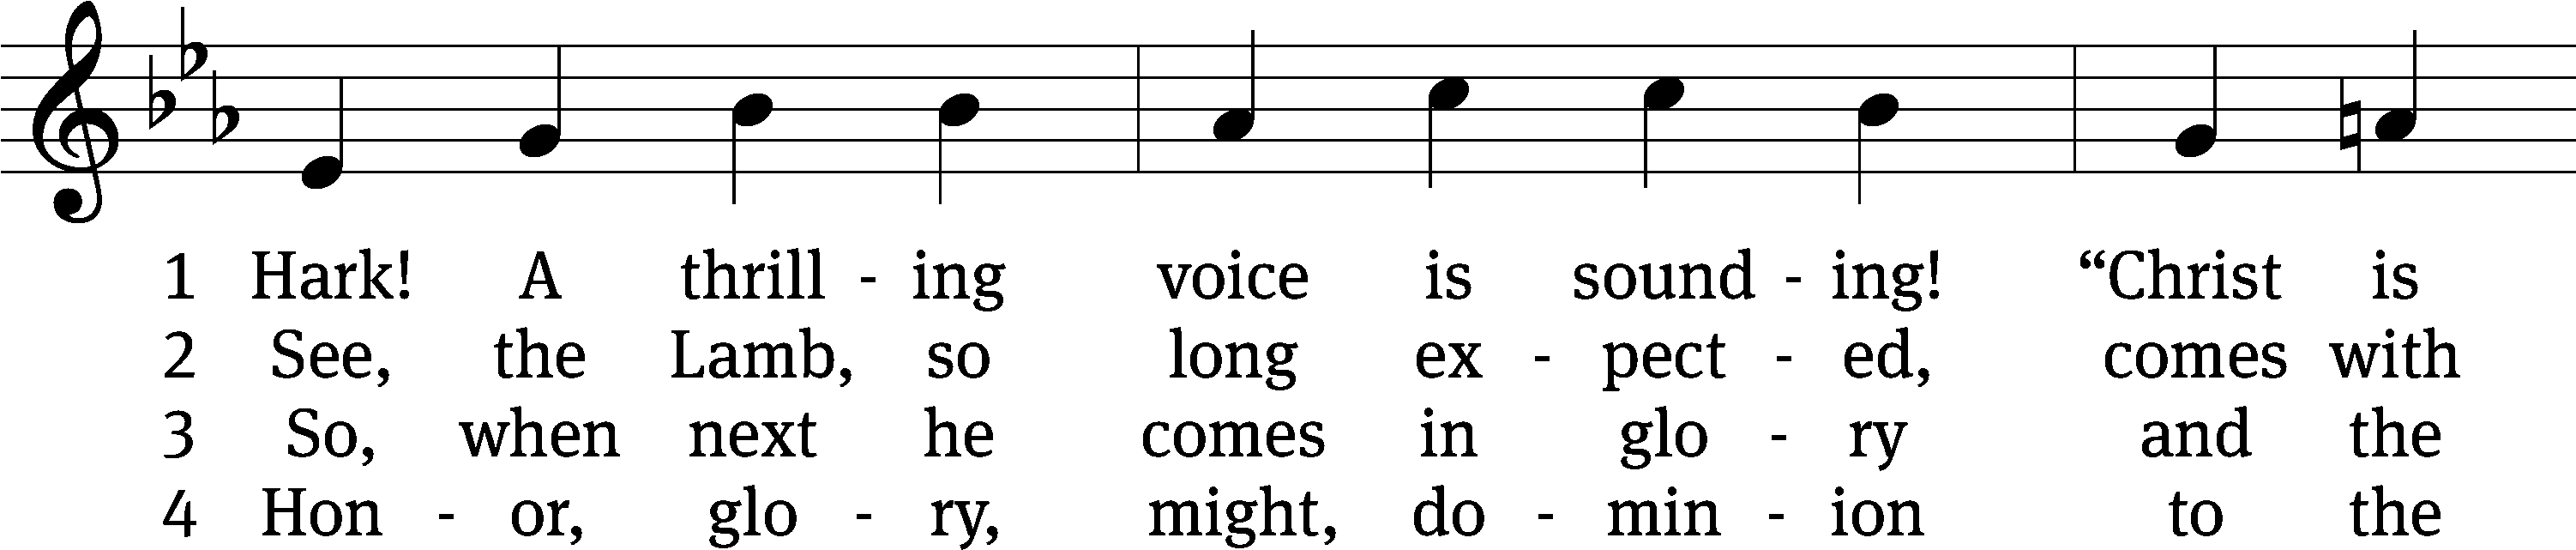 1 Hark! A thrill - ing voice is sound - ing! “Christ is
2 See, the Lamb, so long ex - pect - ed, comes with
3 So, when next he comes in glo - ry and the
4 Hon - or, glo - ry, might, do - min - ion to the